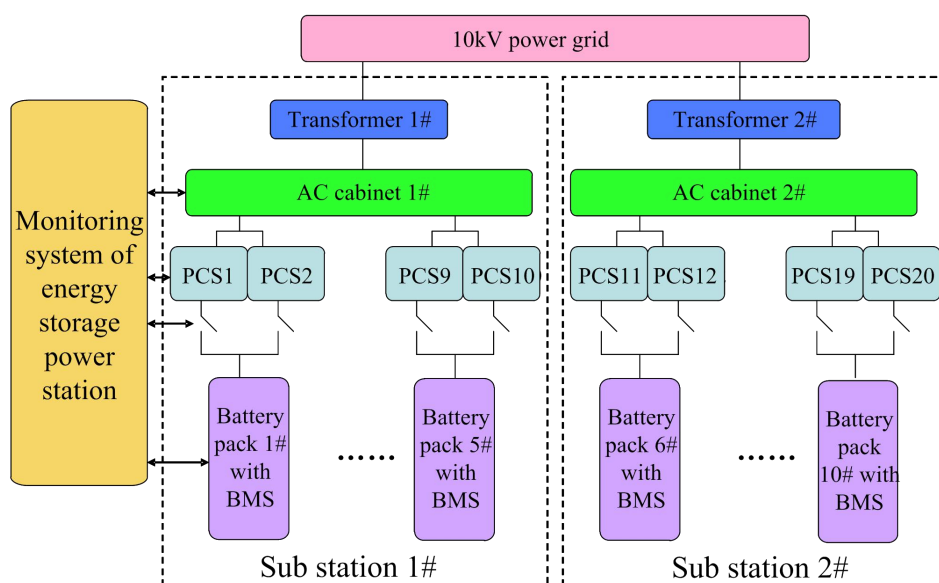 10kV power grid
Transformer 1#
Transformer 2#
AC cabinet 1#
AC cabinet 2#
Monitoring
system of
energy
storage
power
station
PCS1
PCS2
PCS9
PCS10
PCS11
PCS12
PCS19
PCS20
Battery
pack 1#
with
BMS
……
Battery
pack 5#
with
BMS
Battery
pack 6#
with
BMS
……
Battery
pack
10# with
BMS
Sub station 1#
Sub station 2#